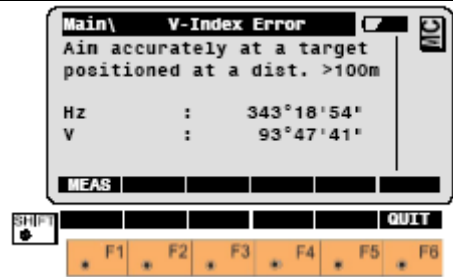 Main\ V-Index Error MC
Aim accurately at a target
positioned at a dist. >100m
Hz : 343°18'54"
V : 93°47'41"
MEAS
SHIFT QUIT
F1 F2 F3 F4 F5 F6